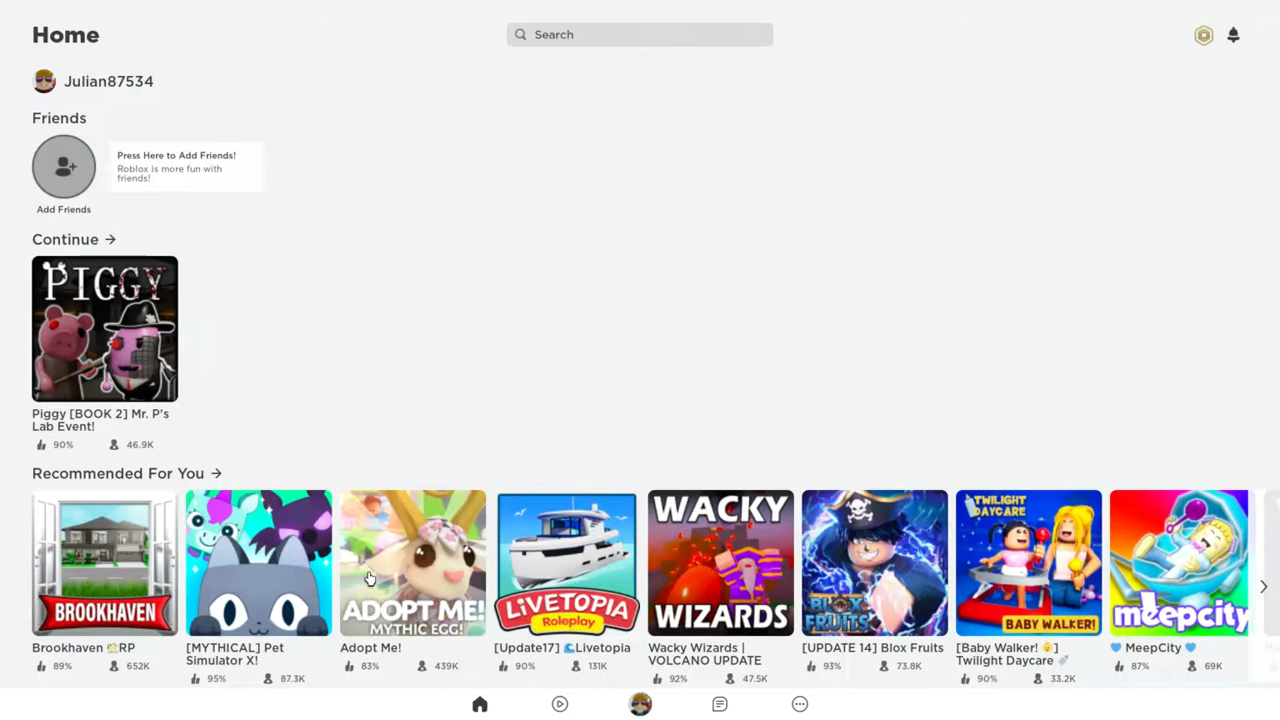 Home
Search
Julian87534
Friends
Press Here to Add Friends!
Roblox is more fun with
friends!
Add Friends
Continue →
PIGGY
Piggy [BOOK 2] Mr. P's
Lab Event!
90% 46.9K
Recommended For You →
BROOKHAVEN
Brookhaven 🏡RP
89% 652K
[MYTHICAL] Pet
Simulator X!
95% 87.3K
ADOPT ME!
MYTHIC EGG!
Adopt Me!
83% 439K
LIVETOPIA
Roleplay
[Update17] 🌊Livetopia
90% 131K
WACKY
WIZARDS
Wacky Wizards |
VOLCANO UPDATE
92% 47.5K
BLOX
FRUITS
[UPDATE 14] Blox Fruits
93% 73.8K
TWILIGHT
DAYCARE
BABY WALKER!
[Baby Walker! 👶]
Twilight Daycare 🍼
90% 33.2K
meepcity
💙 MeepCity 💙
87% 69K